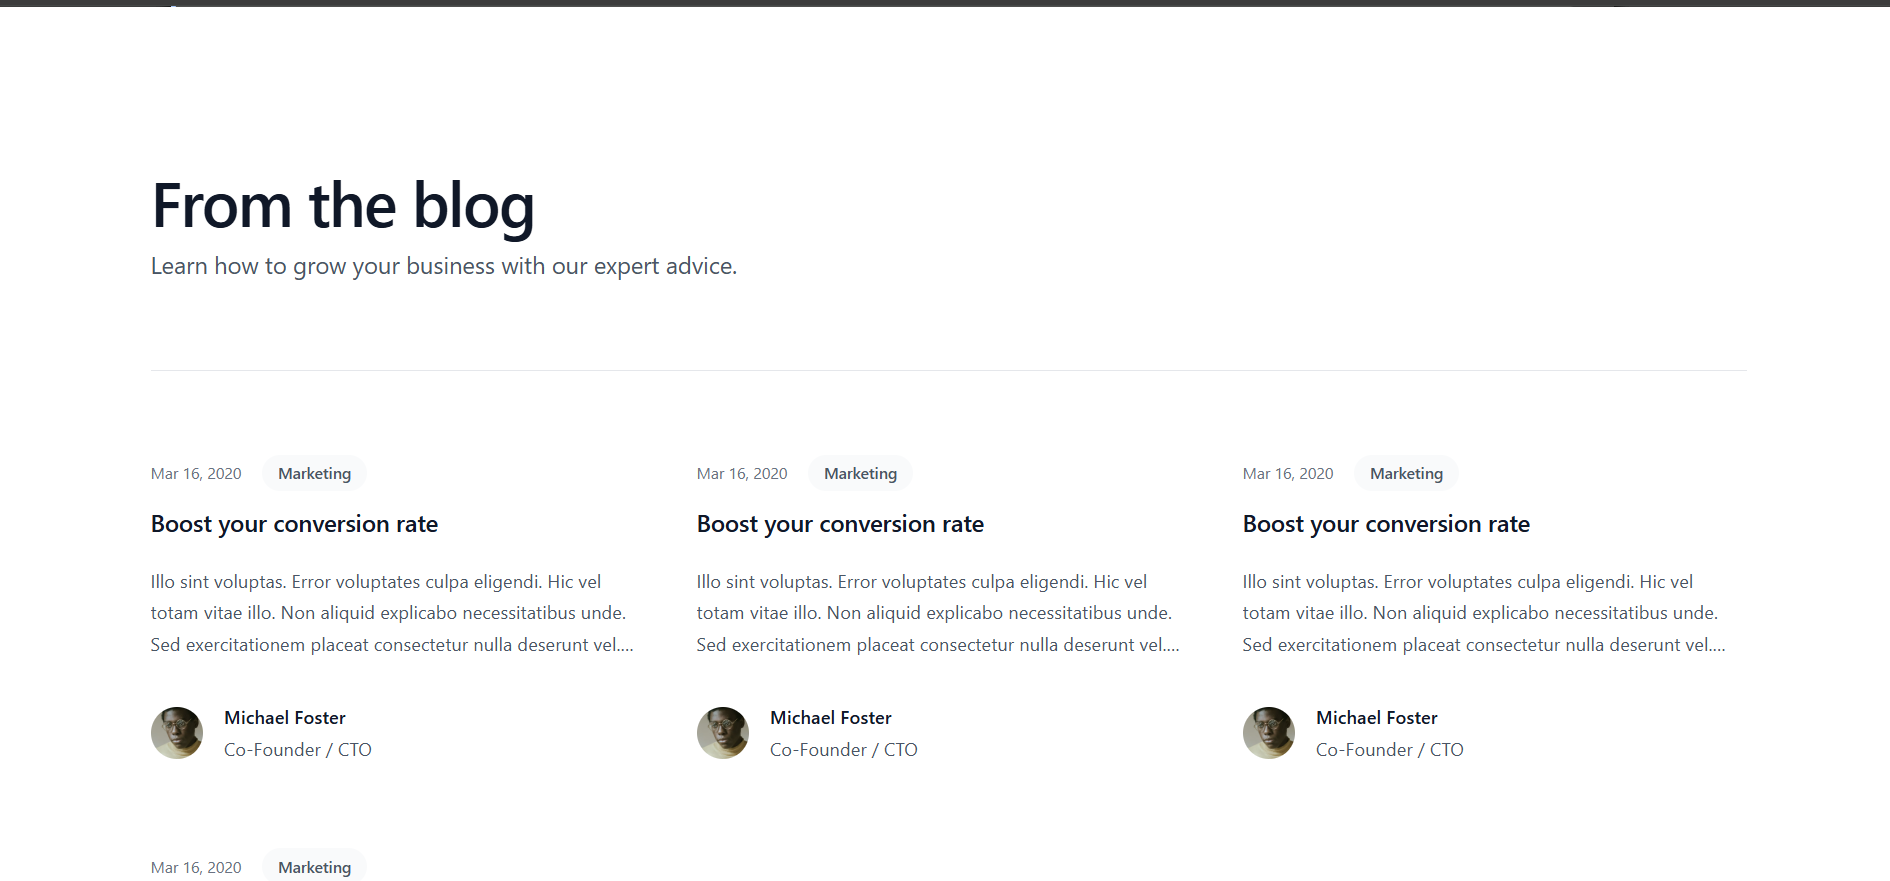 From the blog
Learn how to grow your business with our expert advice.
Mar 16, 2020 Marketing
Boost your conversion rate
Illo sint voluptas. Error voluptates culpa eligendi. Hic vel
totam vitae illo. Non aliquid explicabo necessitatibus unde.
Sed exercitationem placeat consectetur nulla deserunt vel....
Michael Foster
Co-Founder / CTO
Mar 16, 2020 Marketing
Boost your conversion rate
Illo sint voluptas. Error voluptates culpa eligendi. Hic vel
totam vitae illo. Non aliquid explicabo necessitatibus unde.
Sed exercitationem placeat consectetur nulla deserunt vel....
Michael Foster
Co-Founder / CTO
Mar 16, 2020 Marketing
Boost your conversion rate
Illo sint voluptas. Error voluptates culpa eligendi. Hic vel
totam vitae illo. Non aliquid explicabo necessitatibus unde.
Sed exercitationem placeat consectetur nulla deserunt vel....
Michael Foster
Co-Founder / CTO
Mar 16, 2020 Marketing